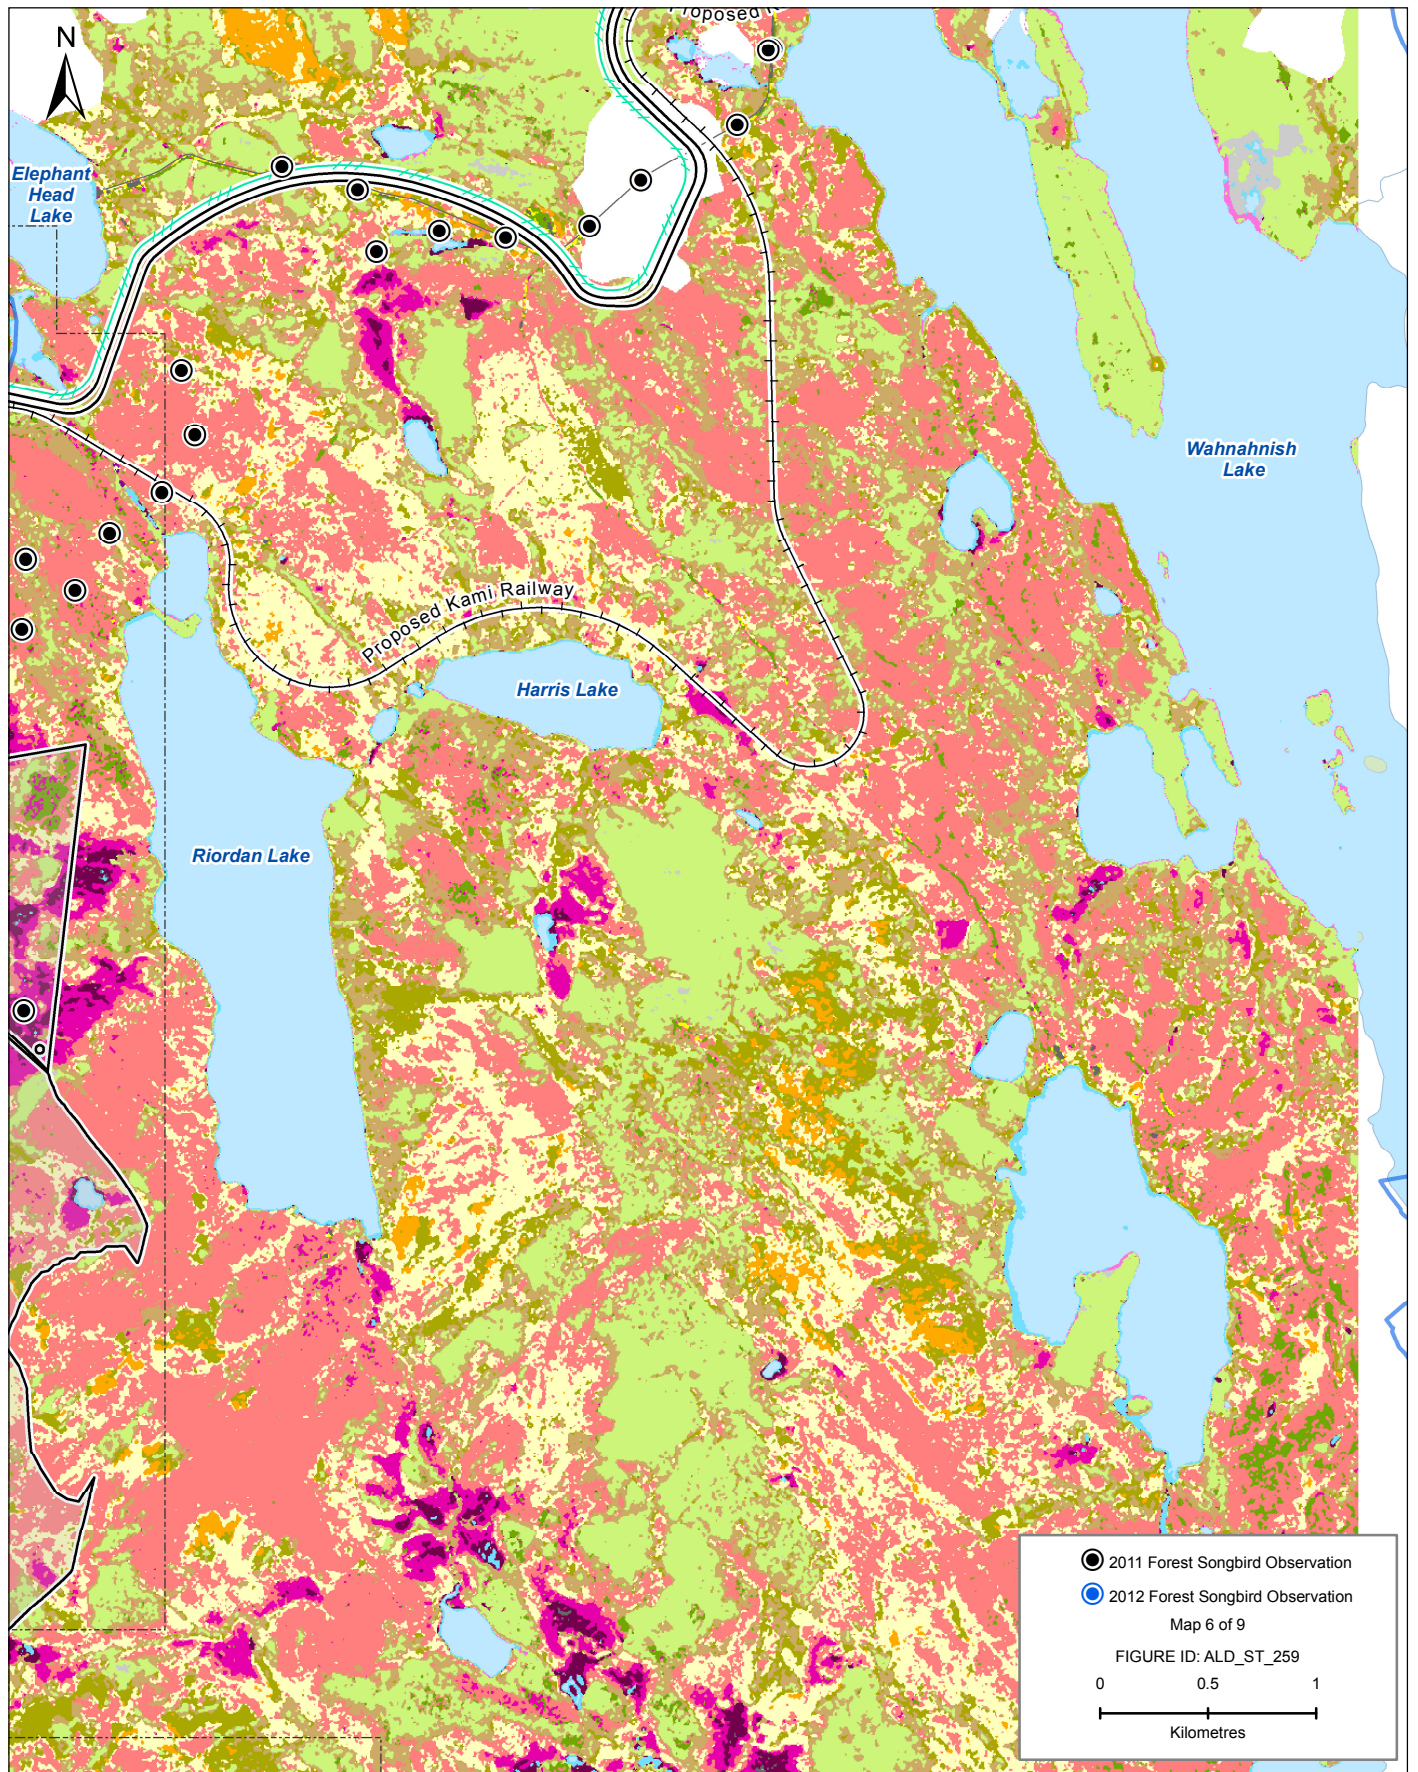 Proposed
N
Elephant
Head
Lake
Wahnahnish
Lake
Proposed Kami Railway
Harris Lake
Riordan Lake
2011 Forest Songbird Observation
2012 Forest Songbird Observation
Map 6 of 9
FIGURE ID: ALD_ST_259
0 0.5 1
Kilometres